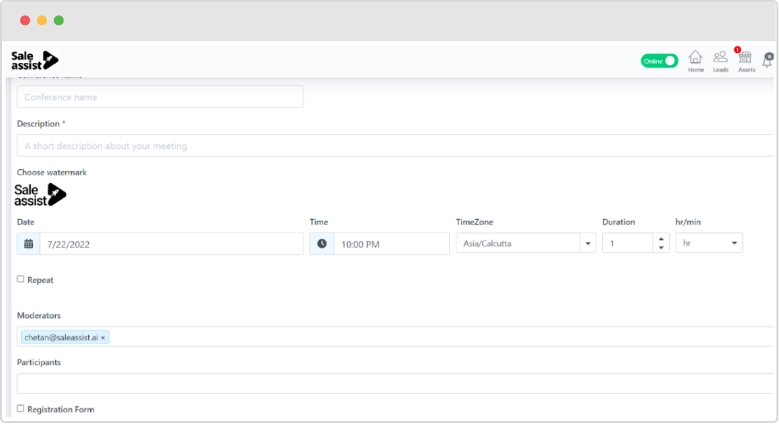 Sale
assist
Online
1
Home
Leads
Assets
Conference name
Conference name
Description *
A short description about your meeting
Choose watermark
Sale
assist
Date Time TimeZone Duration hr/min
7/22/2022 10:00 PM Asia/Calcutta 1 hr
Repeat
Moderators
chetan@saleassist.ai ×
Participants
Registration Form